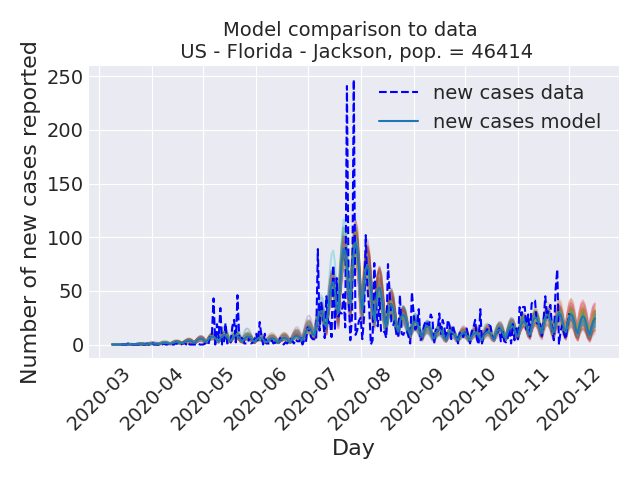 Model comparison to data
US - Florida - Jackson, pop. = 46414
Number of new cases reported
250
200
150
100
50
0
new cases data
new cases model
2020-03
2020-04
2020-05
2020-06
2020-07
2020-08
2020-09
2020-10
2020-11
2020-12
Day